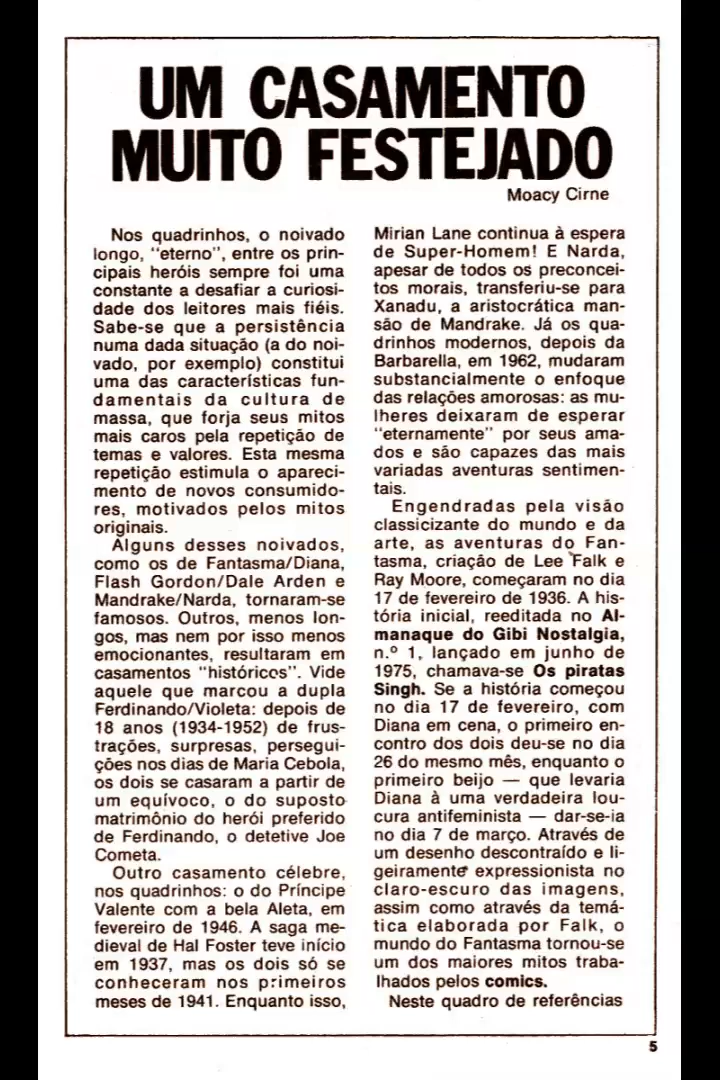 UM CASAMENTO
MUITO FESTEJADO
Moacy Cirne
Nos quadrinhos, o noivado
longo, "eterno", entre os prin-
cipais heróis sempre foi uma
constante a desafiar a curiosi-
dade dos leitores mais fiéis.
Sabe-se que a persistência
numa dada situação (a do noi-
vado, por exemplo) constitui
uma das características fun-
damentais da cultura de
massa, que forja seus mitos
mais caros pela repetição de
temas e valores. Esta mesma
repetição estimula o apareci-
mento de novos consumido-
res, motivados pelos mitos
originais.
Alguns desses noivados,
como os de Fantasma/Diana,
Flash Gordon/Dale Arden e
Mandrake/Narda, tornaram-se
famosos. Outros, menos lon-
gos, mas nem por isso menos
emocionantes, resultaram em
casamentos "históricos". Vide
aquele que marcou a dupla
Ferdinando/Violeta: depois de
18 anos (1934-1952) de frus-
trações, surpresas, persegui-
ções nos dias de Maria Cebola,
os dois se casaram a partir de
um equívoco, o do suposto
matrimônio do herói preferido
de Ferdinando, o detetive Joe
Cometa.
Outro casamento célebre,
nos quadrinhos: o do Príncipe
Valente com a bela Aleta, em
fevereiro de 1946. A saga me-
dieval de Hal Foster teve início
em 1937, mas os dois só se
conheceram nos primeiros
meses de 1941. Enquanto isso,
Mirian Lane continua à espera
de Super-Homem! E Narda,
apesar de todos os preconcei-
tos morais, transferiu-se para
Xanadu, a aristocrática man-
são de Mandrake. Já os qua-
drinhos modernos, depois da
Barbarella, em 1962, mudaram
substancialmente o enfoque
das relações amorosas: as mu-
lheres deixaram de esperar
"eternamente" por seus ama-
dos e são capazes das mais
variadas aventuras sentimen-
tais.
Engendradas pela visão
classicizante do mundo e da
arte, as aventuras do Fan-
tasma, criação de Lee Falk e
Ray Moore, começaram no dia
17 de fevereiro de 1936. A his-
tória inicial, reeditada no Al-
manaque do Gibi Nostalgia,
n.º 1, lançado em junho de
1975, chamava-se Os piratas
Singh. Se a história começou
no dia 17 de fevereiro, com
Diana em cena, o primeiro en-
contro dos dois deu-se no dia
26 do mesmo mês, enquanto o
primeiro beijo — que levaria
Diana à uma verdadeira lou-
cura antifeminista — dar-se-ia
no dia 7 de março. Através de
um desenho descontraído e li-
geiramente expressionista no
claro-escuro das imagens,
assim como através da temá-
tica elaborada por Falk, o
mundo do Fantasma tornou-se
um dos maiores mitos traba-
lhados pelos comics.
Neste quadro de referências
5